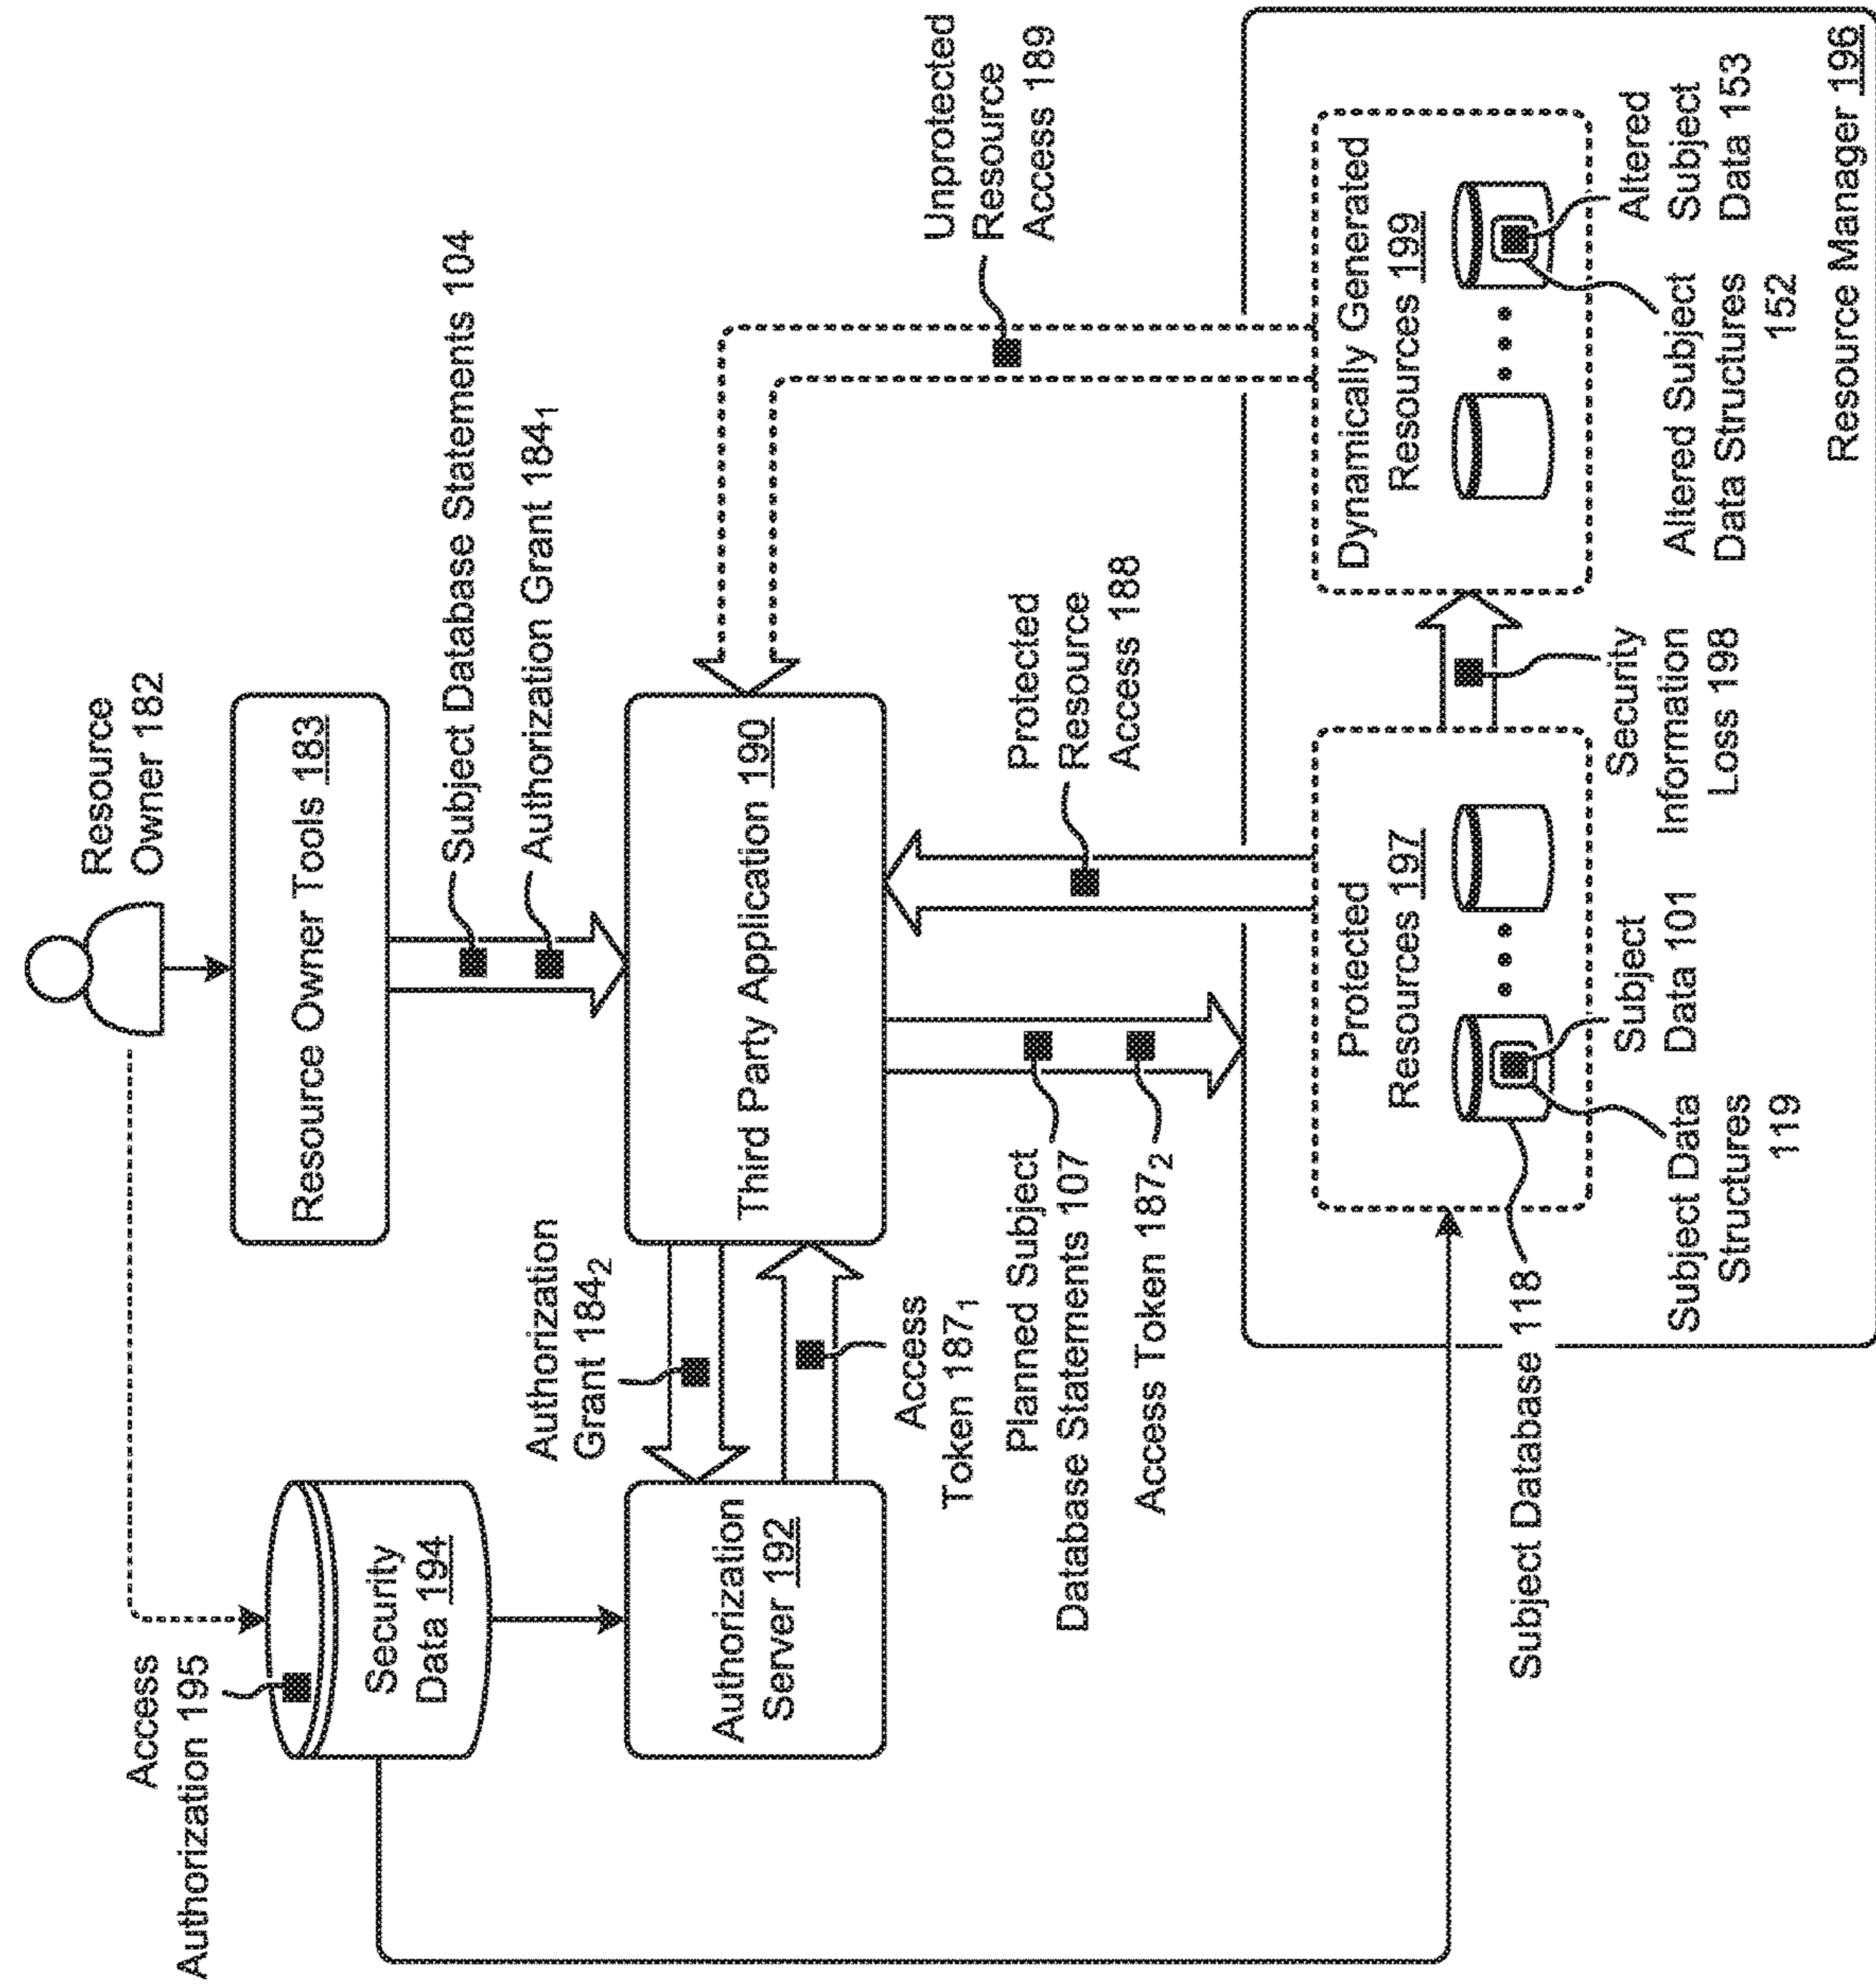 Resource
Owner 182
Access
Authorization 195
Security
Data 194
Resource Owner Tools 183
Subject Database Statements 104
Authorization Grant 184₁
Authorization
Grant 184₂
Authorization
Server 192
Third Party Application 190
Access
Token 187₁
Planned Subject
Database Statements 107
Access Token 187₂
Protected
Resource
Access 188
Unprotected
Resource
Access 189
Protected
Resources 197
Dynamically Generated
Resources 199
Subject Database 118
Subject Data
Structures
119
Subject
Data 101
Security
Information
Loss 198
Altered Subject
Data Structures
152
Altered
Subject
Data 153
Resource Manager 196